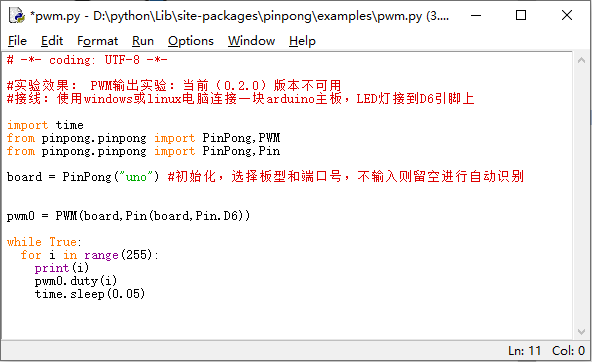 *pwm.py - D:\python\Lib\site-packages\pinpong\examples\pwm.py (3....
File Edit Format Run Options Window Help
# -*- coding: UTF-8 -*-
#实验效果： PWM输出实验：当前（0.2.0）版本不可用
#接线：使用windows或linux电脑连接一块arduino主板，LED灯接到D6引脚上
import time
from pinpong.pinpong import PinPong,PWM
from pinpong.pinpong import PinPong,Pin
board = PinPong("uno") #初始化，选择板型和端口号，不输入则留空进行自动识别
pwm0 = PWM(board,Pin(board,Pin.D6))
while True:
  for i in range(255):
    print(i)
    pwm0.duty(i)
    time.sleep(0.05)
Ln: 11 Col: 0